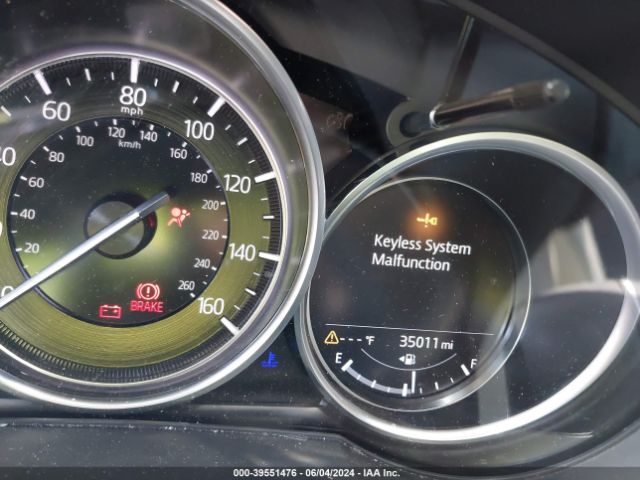 80
mph
60
100
40
120
140
160
120
140
100
km/h
160
80
180
60
200
40
220
20
240
260
BRAKE
Keyless System
Malfunction
--- °F
35011 mi
E
F
000-39551476 - 06/04/2024 - IAA Inc.